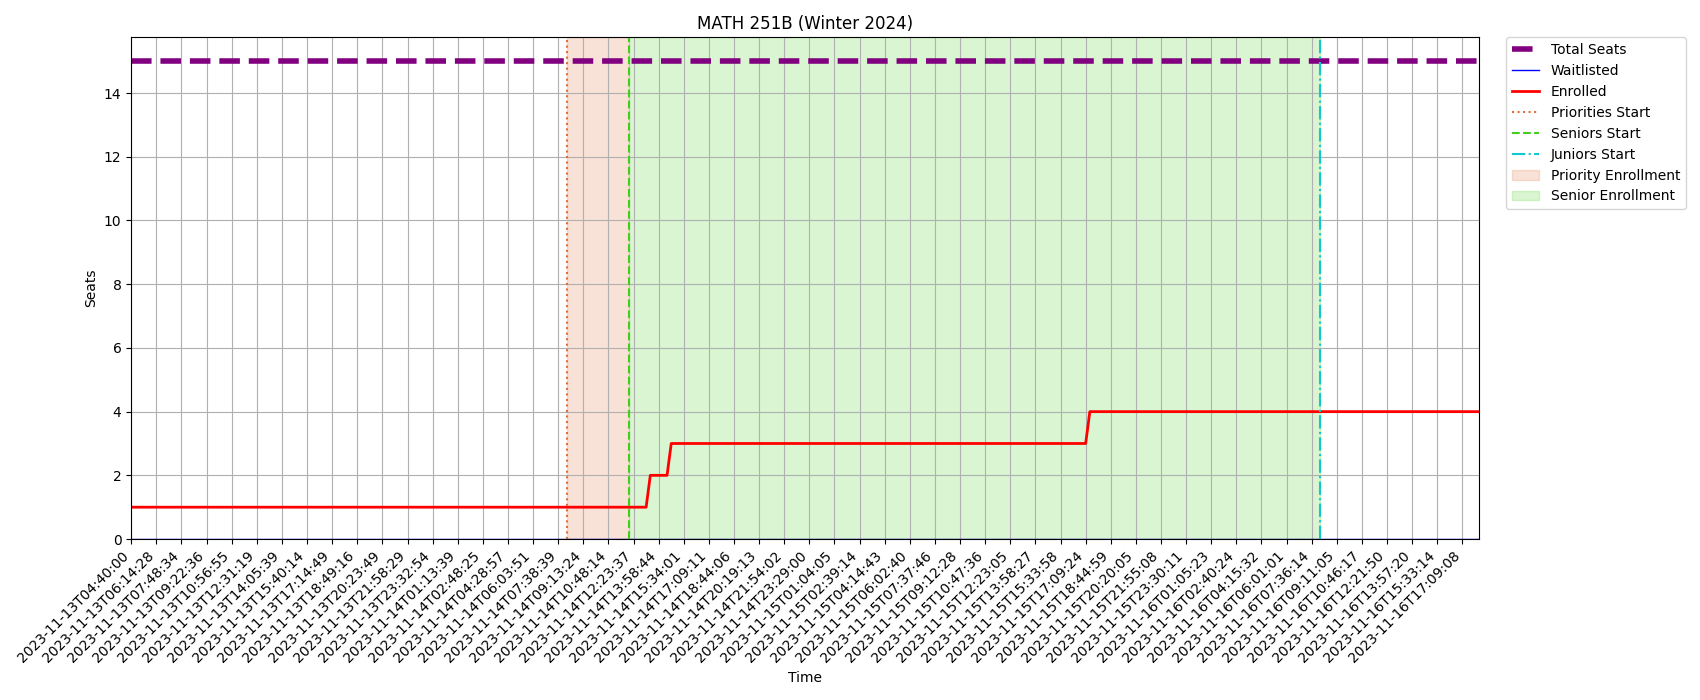 MATH 251B (Winter 2024)
Total Seats
Waitlisted
Enrolled
Priorities Start
Seniors Start
Juniors Start
Priority Enrollment
Senior Enrollment
Seats
14
12
10
8
6
4
2
0
2023-11-13T04:40:00
2023-11-13T06:14:28
2023-11-13T07:48:34
2023-11-13T09:22:36
2023-11-13T10:56:55
2023-11-13T12:31:19
2023-11-13T14:05:39
2023-11-13T15:40:14
2023-11-13T17:14:49
2023-11-13T18:49:16
2023-11-13T20:23:49
2023-11-13T21:58:29
2023-11-13T23:32:54
2023-11-14T01:13:39
2023-11-14T02:48:25
2023-11-14T04:28:57
2023-11-14T06:03:51
2023-11-14T07:38:39
2023-11-14T09:13:24
2023-11-14T10:48:14
2023-11-14T12:23:37
2023-11-14T13:58:44
2023-11-14T15:34:01
2023-11-14T17:09:11
2023-11-14T18:44:06
2023-11-14T20:19:13
2023-11-14T21:54:02
2023-11-14T23:29:00
2023-11-15T01:04:05
2023-11-15T02:39:14
2023-11-15T04:14:43
2023-11-15T06:02:40
2023-11-15T07:37:46
2023-11-15T09:12:28
2023-11-15T10:47:36
2023-11-15T12:23:05
2023-11-15T13:58:27
2023-11-15T15:33:58
2023-11-15T17:09:24
2023-11-15T18:44:59
2023-11-15T20:20:05
2023-11-15T21:55:08
2023-11-15T23:30:11
2023-11-16T01:05:23
2023-11-16T02:40:24
2023-11-16T04:15:32
2023-11-16T06:01:01
2023-11-16T07:36:14
2023-11-16T09:11:05
2023-11-16T10:46:17
2023-11-16T12:21:50
2023-11-16T13:57:20
2023-11-16T15:33:14
2023-11-16T17:09:08
Time